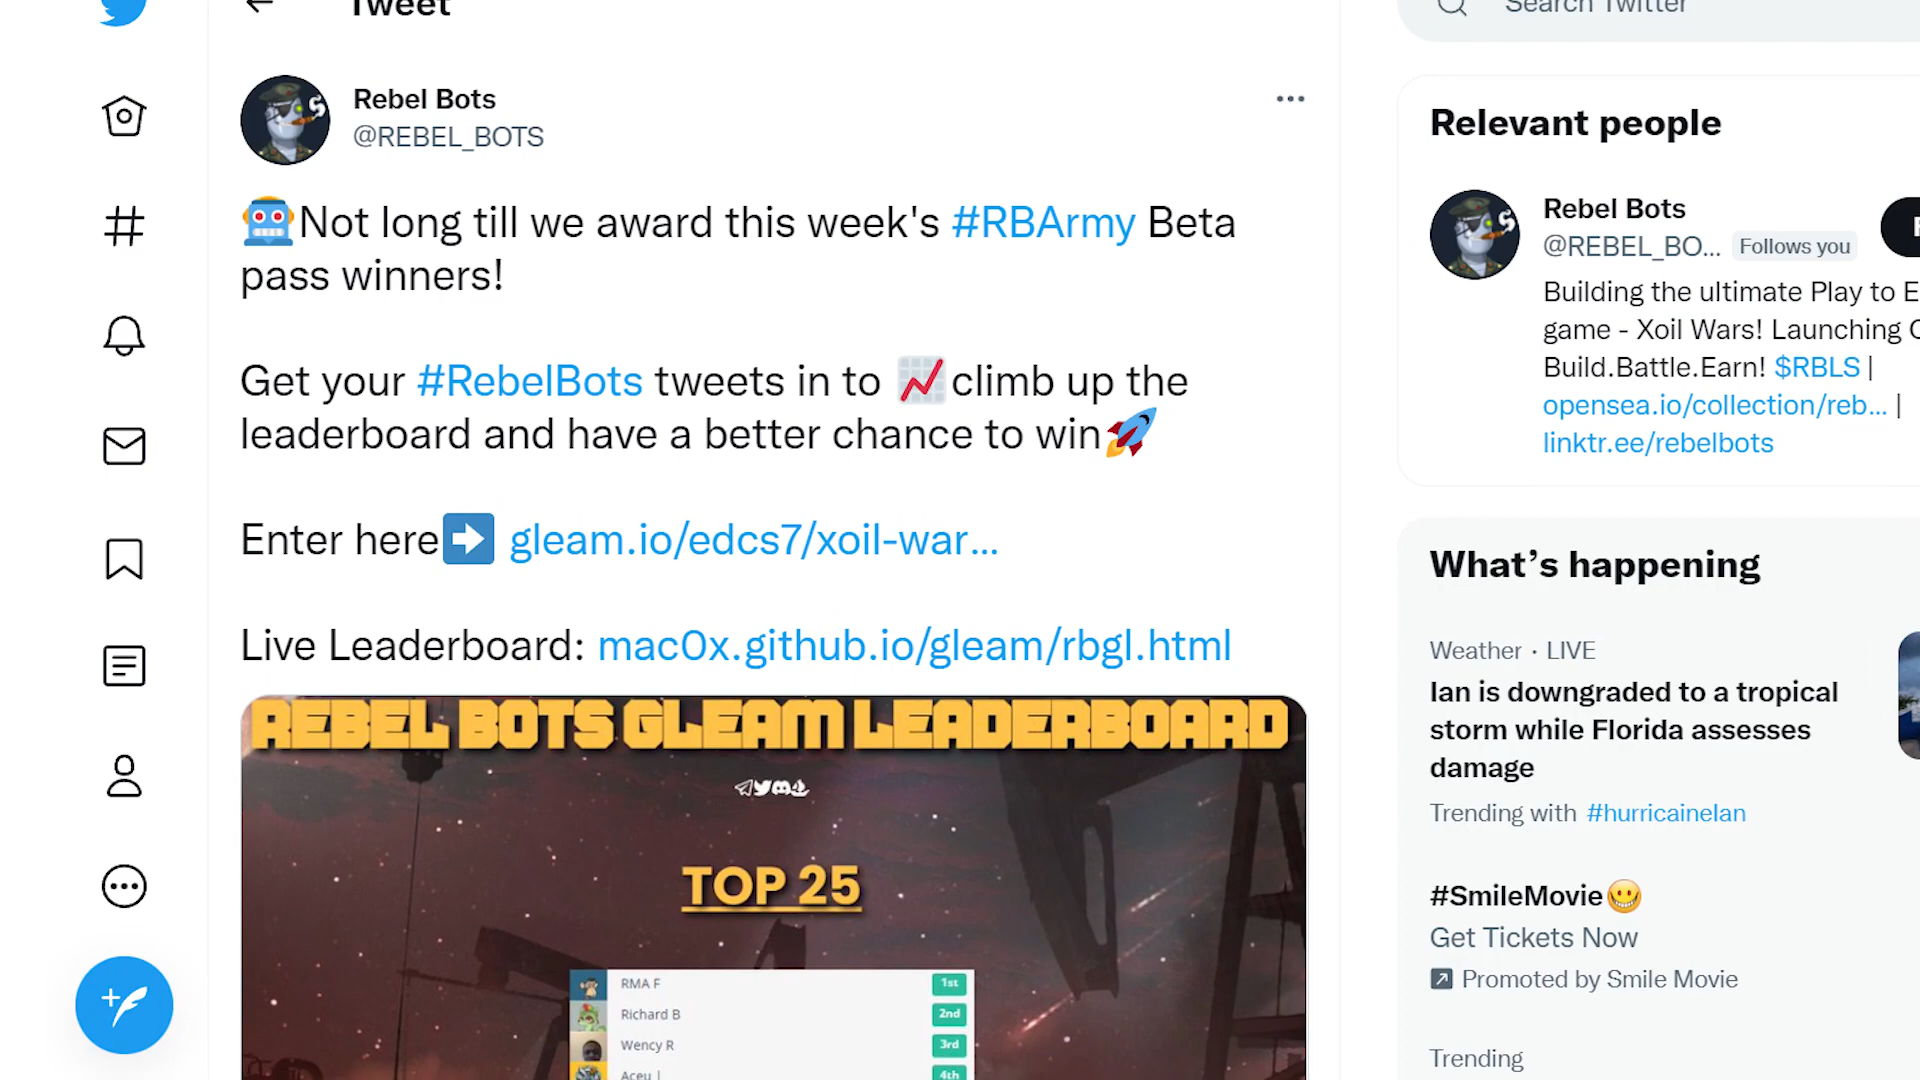 Tweet
Search Twitter
Rebel Bots
@REBEL_BOTS
Not long till we award this week's #RBArmy Beta
pass winners!
Get your #RebelBots tweets in to climb up the
leaderboard and have a better chance to win
Enter here gleam.io/edcs7/xoil-war...
Live Leaderboard: mac0x.github.io/gleam/rbgl.html
REBEL BOTS GLEAM LEADERBOARD
TOP 25
RMA F 1st
Richard B 2nd
Wency R 3rd
Aceu | 4th
Relevant people
Rebel Bots
@REBEL_BO... Follows you
Building the ultimate Play to E
game - Xoil Wars! Launching
Build.Battle.Earn! $RBLS |
opensea.io/collection/reb... |
linktr.ee/rebelbots
What's happening
Weather · LIVE
Ian is downgraded to a tropical
storm while Florida assesses
damage
Trending with #hurricaineIan
#SmileMovie
Get Tickets Now
Promoted by Smile Movie
Trending